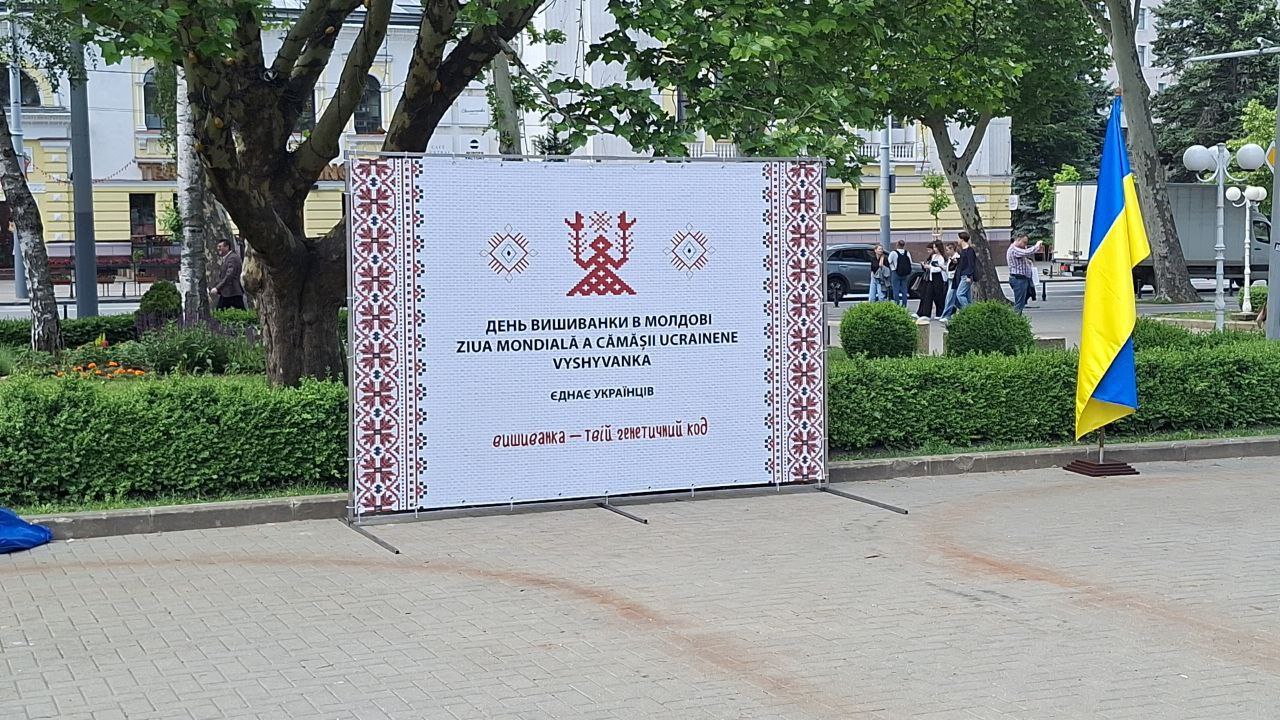 ДЕНЬ ВИШИВАНКИ В МОЛДОВІ
ZIUA MONDIALĂ A CĂMĂȘII UCRAINENE
VYSHYVANKA
ЄДНАЄ УКРАЇНЦІВ
вишиванка – твій генетичний код